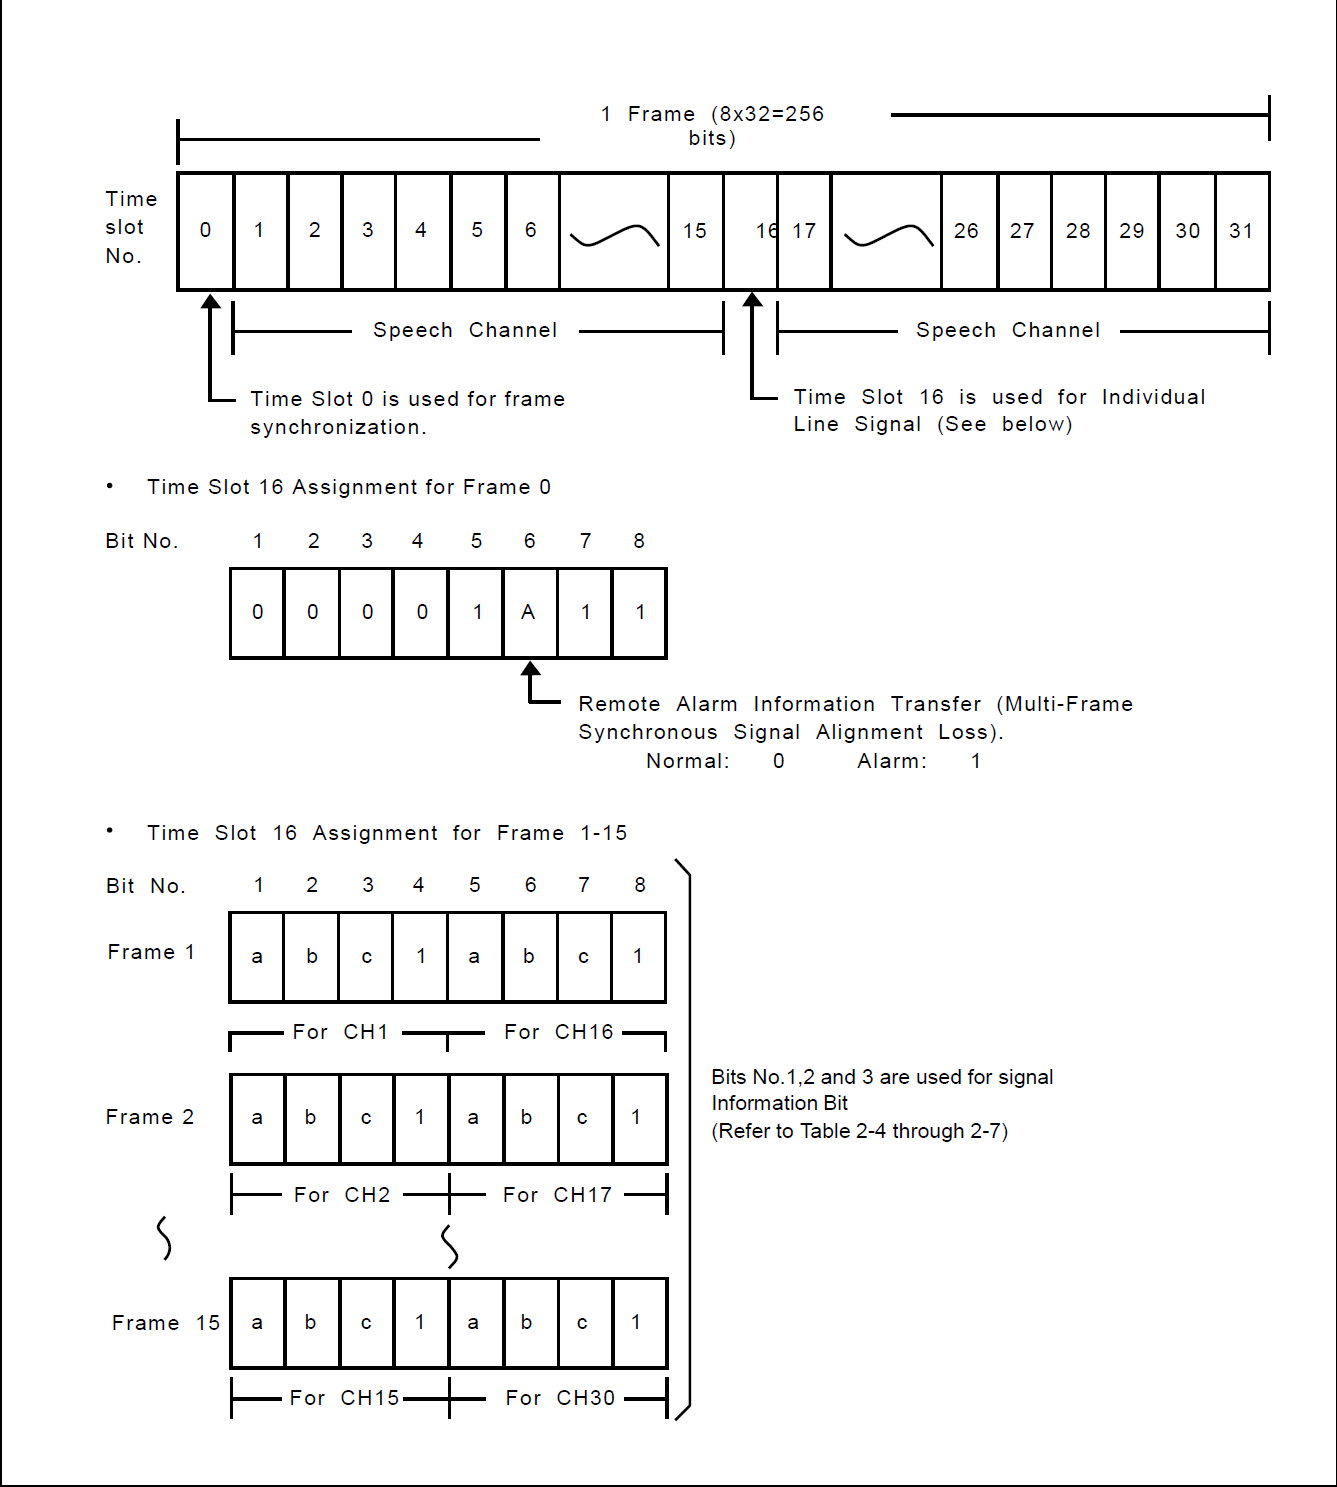 1 Frame (8x32=256
bits)
Time
slot
No.
0 1 2 3 4 5 6 15 16 17 26 27 28 29 30 31
Speech Channel Speech Channel
Time Slot 0 is used for frame
synchronization.
Time Slot 16 is used for Individual
Line Signal (See below)
• Time Slot 16 Assignment for Frame 0
Bit No. 1 2 3 4 5 6 7 8
0 0 0 0 1 A 1 1
Remote Alarm Information Transfer (Multi-Frame
Synchronous Signal Alignment Loss).
Normal: 0 Alarm: 1
• Time Slot 16 Assignment for Frame 1-15
Bit No. 1 2 3 4 5 6 7 8
Frame 1 a b c 1 a b c 1
For CH1 For CH16
Bits No.1,2 and 3 are used for signal
Information Bit
(Refer to Table 2-4 through 2-7)
Frame 2 a b c 1 a b c 1
For CH2 For CH17
Frame 15 a b c 1 a b c 1
For CH15 For CH30